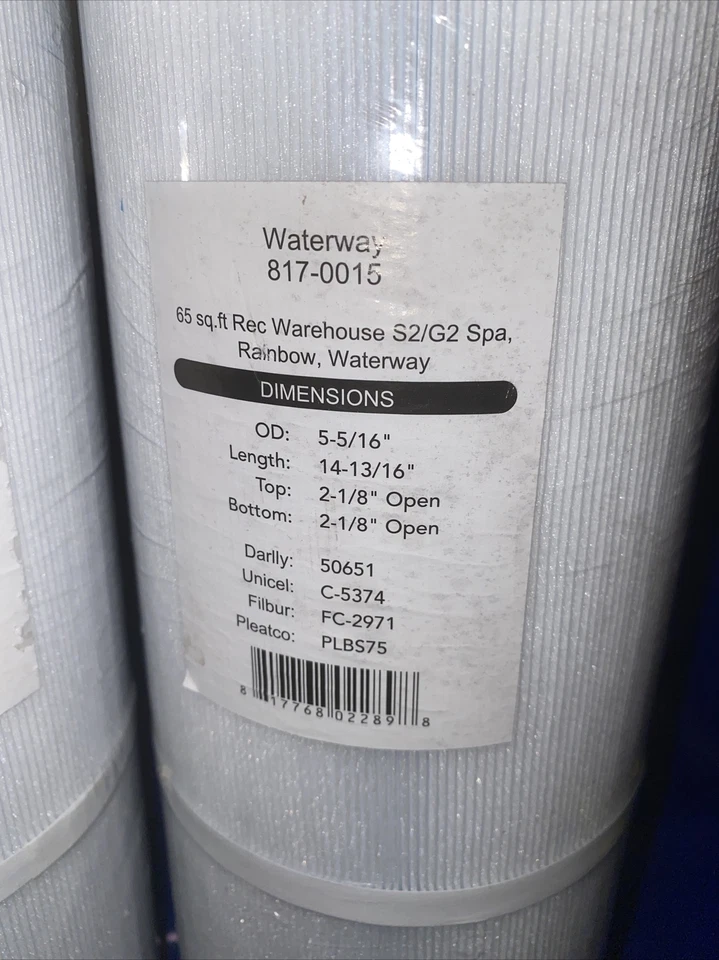 Waterway
817-0015
65 sq.ft Rec Warehouse S2/G2 Spa,
Rainbow, Waterway
DIMENSIONS
OD: 5-5/16"
Length: 14-13/16"
Top: 2-1/8" Open
Bottom: 2-1/8" Open
Darlly: 50651
Unicel: C-5374
Filbur: FC-2971
Pleatco: PLBS75
8 17768 02289 8